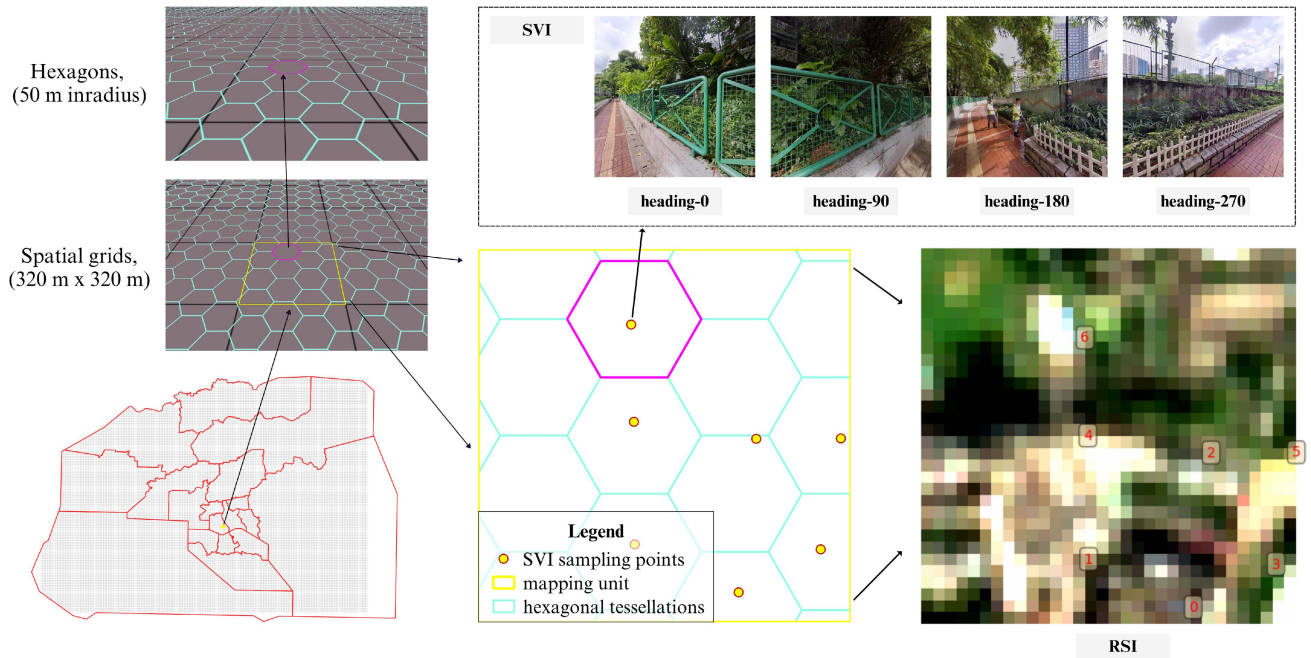 Hexagons,
(50 m inradius)
Spatial grids,
(320 m x 320 m)
SVI
heading-0
heading-90
heading-180
heading-270
Legend
SVI sampling points
mapping unit
hexagonal tessellations
6
4
2
5
1
3
0
RSI